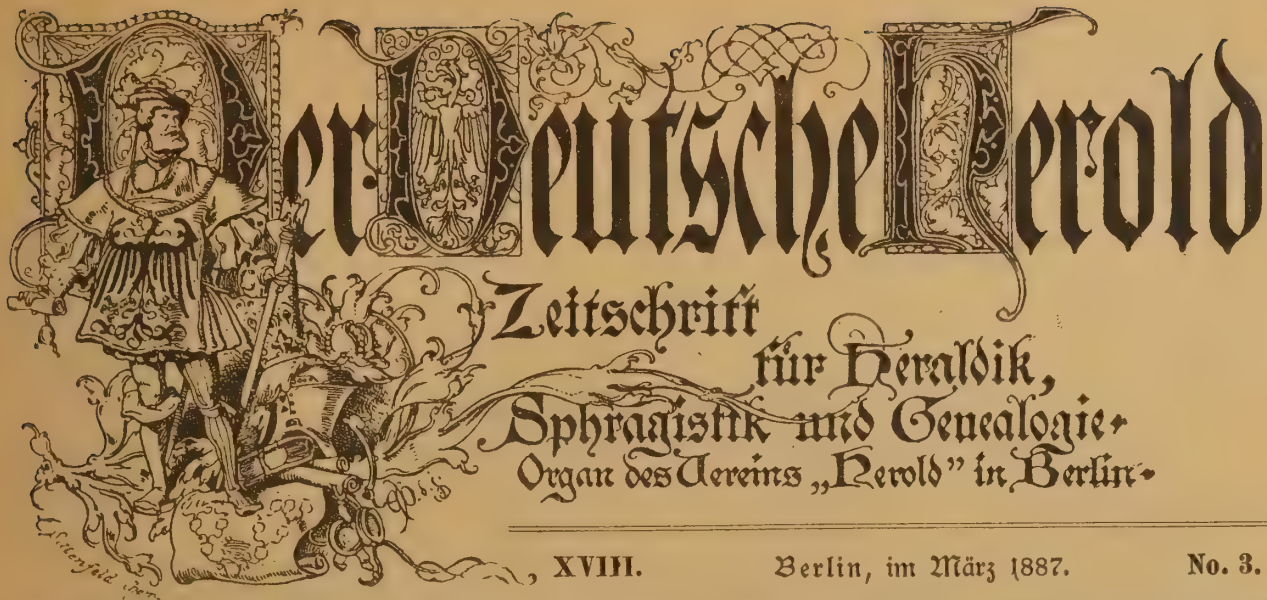 Der Deutsche Herold
Zeitschrift
für Heraldik,
Sphragistik und Genealogie.
Organ des Vereins „Herold” in Berlin.
XVIII. Berlin, im März 1887. No. 3.